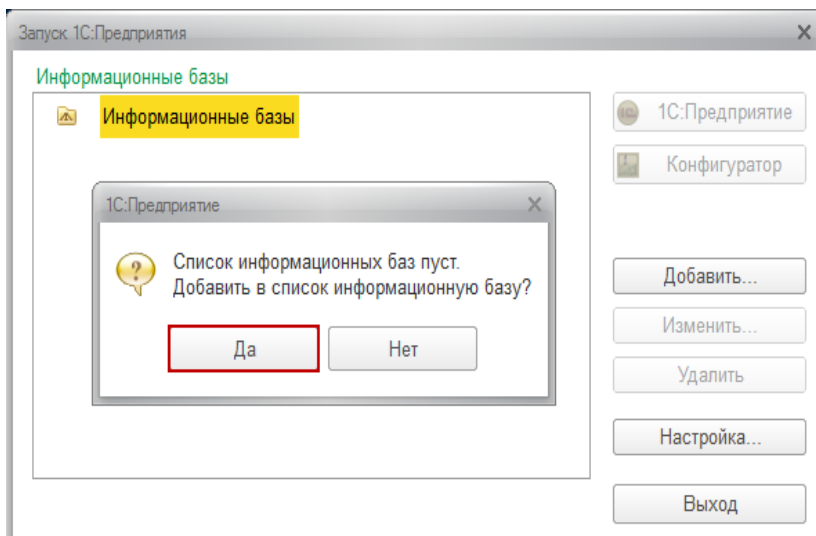 Запуск 1С:Предприятия
Информационные базы
Информационные базы
1С:Предприятие
Конфигуратор
1С:Предприятие
Список информационных баз пуст.
Добавить в список информационную базу?
Да
Нет
Добавить...
Изменить...
Удалить
Настройка...
Выход